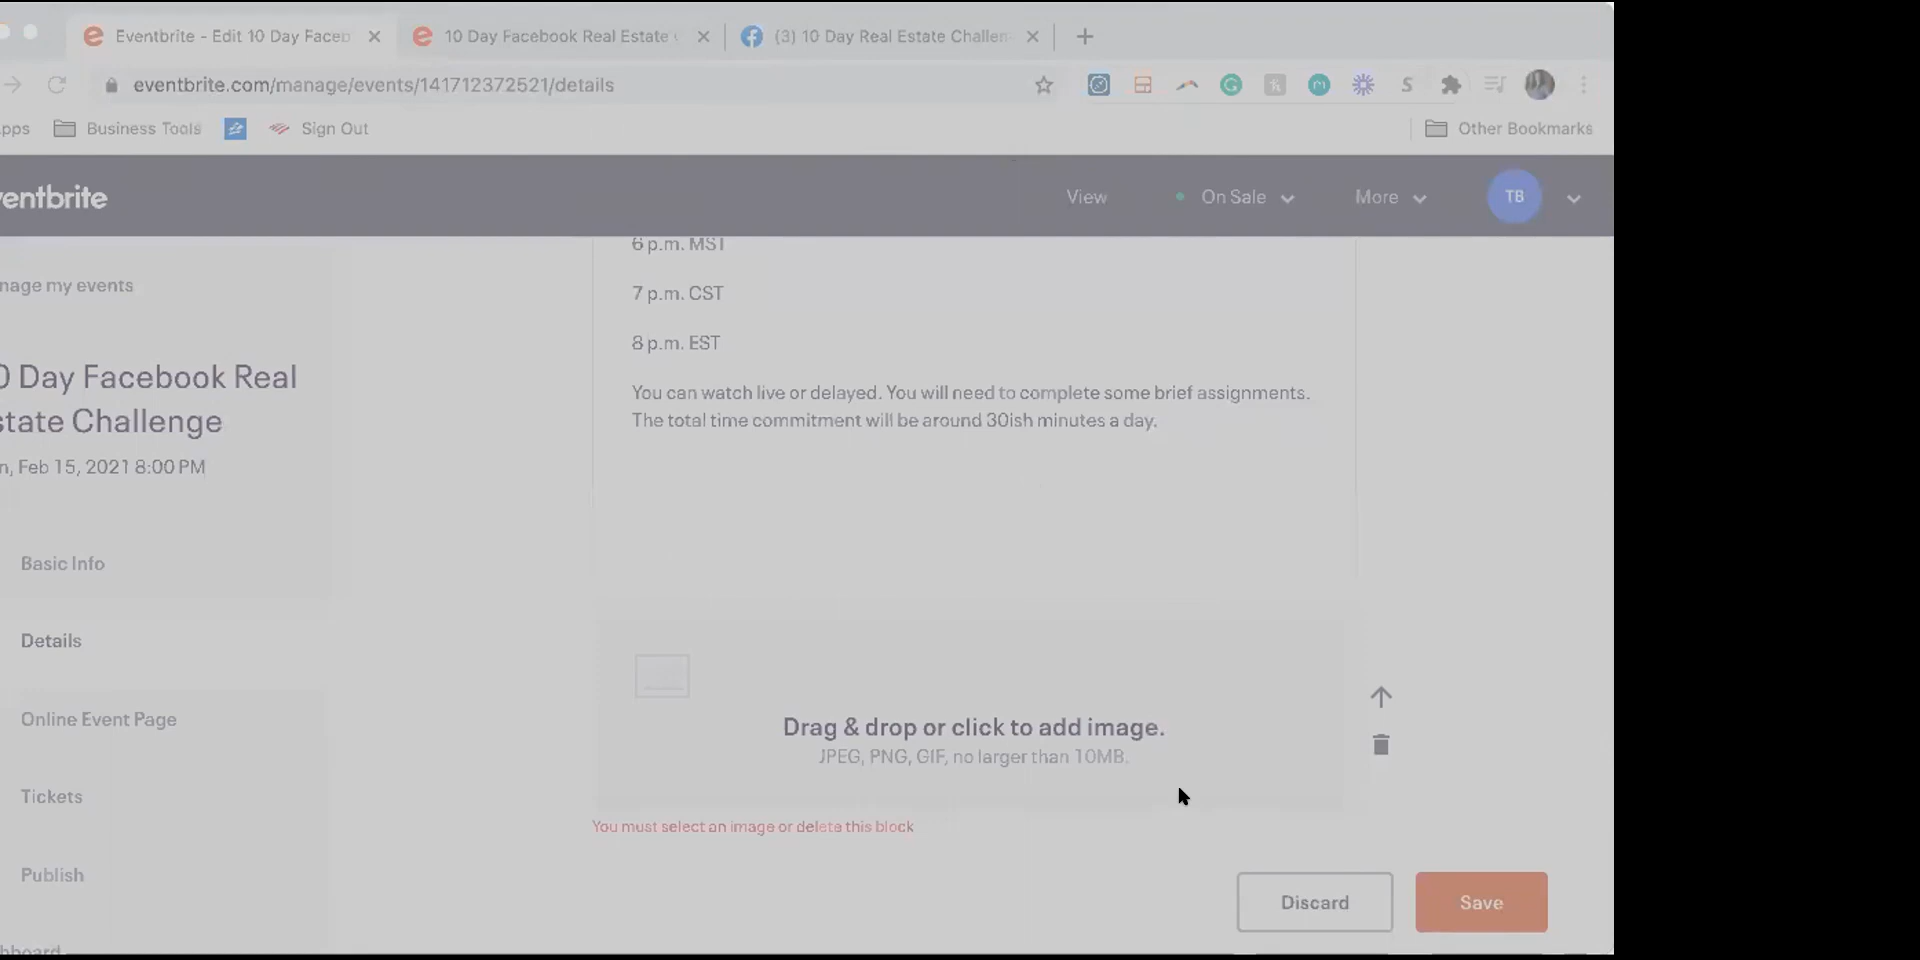 Eventbrite - Edit 10 Day Faceb
10 Day Facebook Real Estate
(3) 10 Day Real Estate Challen
eventbrite.com/manage/events/141712372521/details
Business Tools
Sign Out
Other Bookmarks
ventbrite
View
On Sale
More
TB
6 p.m. MST
7 p.m. CST
8 p.m. EST
You can watch live or delayed. You will need to complete some brief assignments.
The total time commitment will be around 30ish minutes a day.
nage my events
0 Day Facebook Real
state Challenge
n, Feb 15, 2021 8:00 PM
Basic Info
Details
Online Event Page
Tickets
Publish
Drag & drop or click to add image.
JPEG, PNG, GIF, no larger than 10MB.
You must select an image or delete this block
Discard
Save